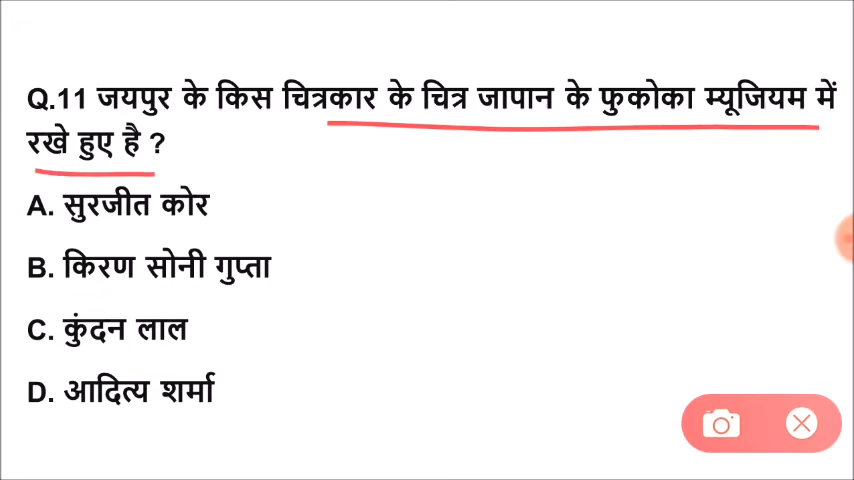 Q.11 जयपुर के किस चित्रकार के चित्र जापान के फुकोका म्यूजियम में
रखे हुए है ?
A. सुरजीत कोर
B. किरण सोनी गुप्ता
C. कुंदन लाल
D. आदित्य शर्मा